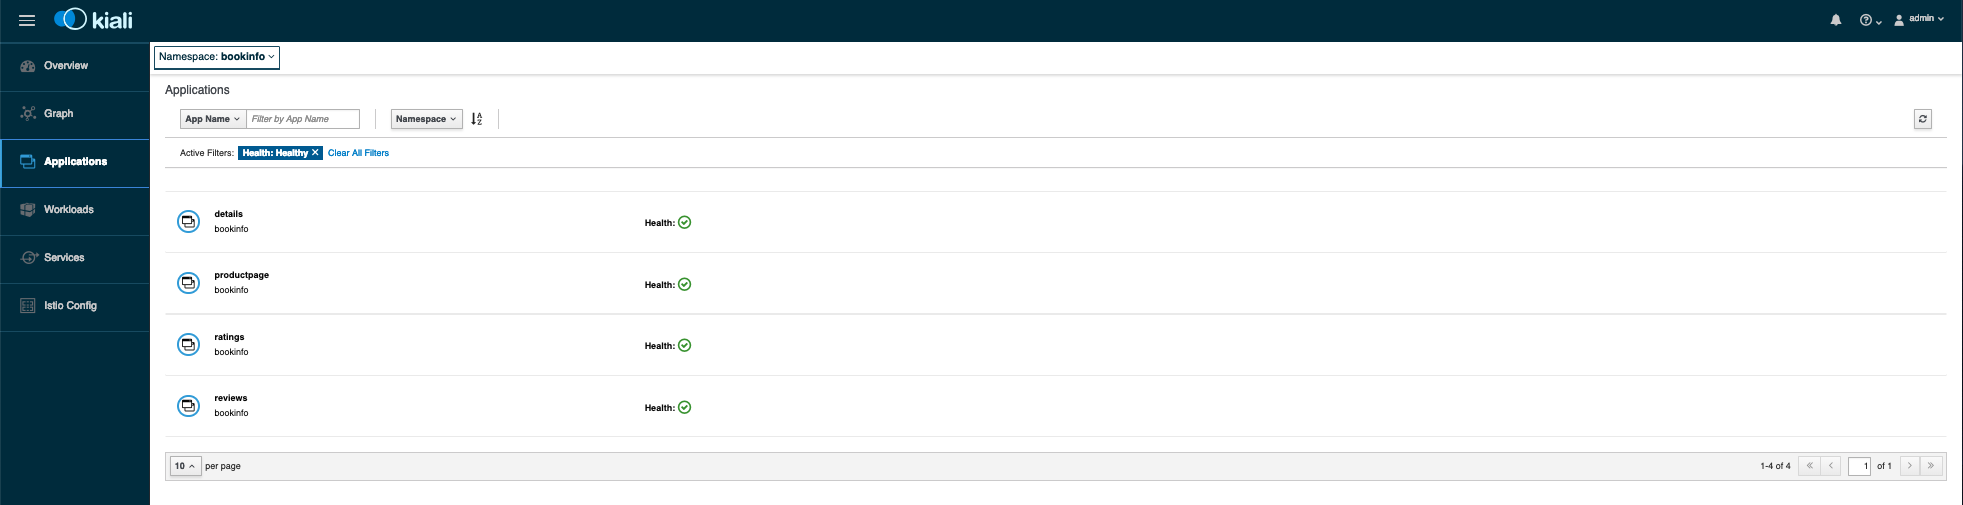 kiali
admin
Namespace: bookinfo
Overview
Graph
Applications
Workloads
Services
Istio Config
Applications
App Name Filter by App Name Namespace
Active Filters: Health: Healthy Clear All Filters
details
bookinfo
Health:
productpage
bookinfo
Health:
ratings
bookinfo
Health:
reviews
bookinfo
Health:
10 per page 1-4 of 4 1 of 1